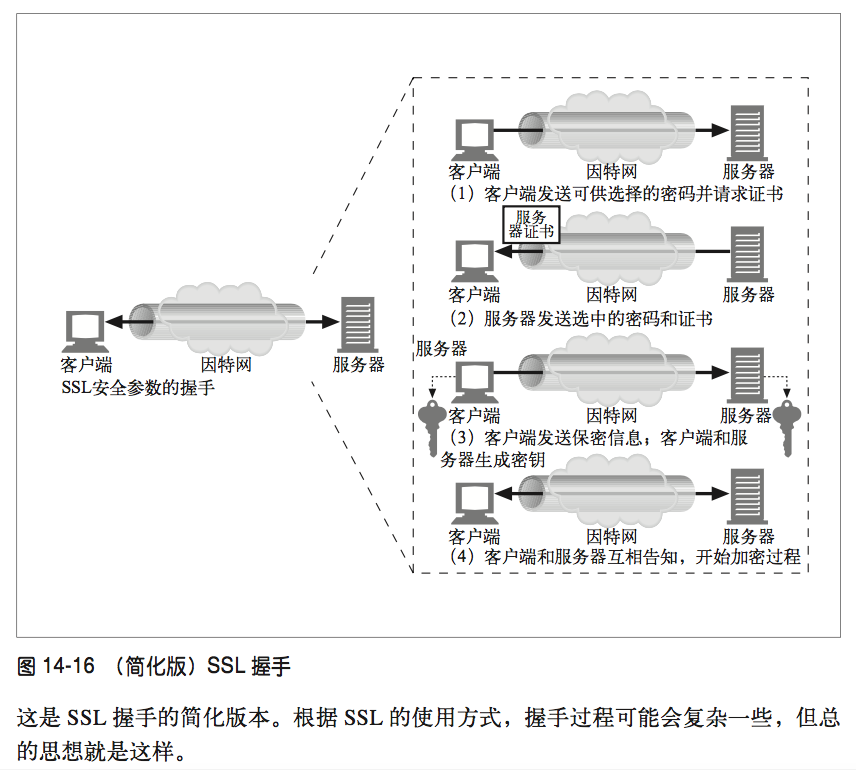 客户端
因特网
服务器
（1）客户端发送可供选择的密码并请求证书
服务
器证书
客户端
因特网
服务器
（2）服务器发送选中的密码和证书
客户端
因特网
服务器
SSL安全参数的握手
服务器
客户端
因特网
服务器
（3）客户端发送保密信息；客户端和服
务器生成密钥
客户端
因特网
服务器
（4）客户端和服务器互相告知，开始加密过程
图 14-16 （简化版）SSL 握手
这是 SSL 握手的简化版本。根据 SSL 的使用方式，握手过程可能会复杂一些，但总
的思想就是这样。